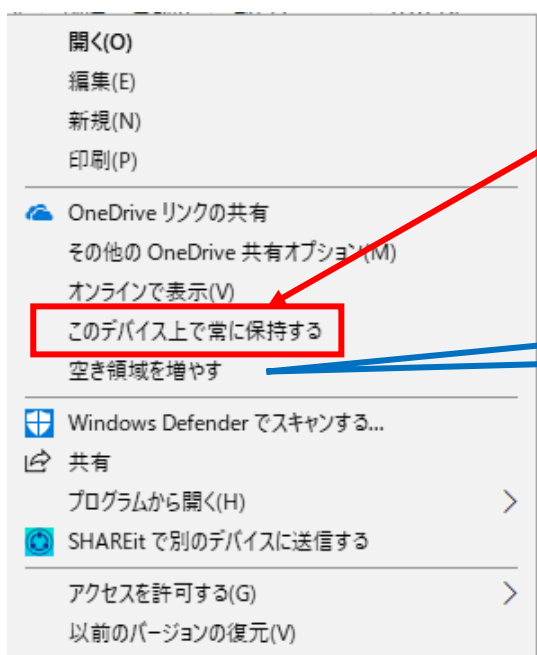 開く(O)
編集(E)
新規(N)
印刷(P)
OneDrive リンクの共有
その他の OneDrive 共有オプション(M)
オンラインで表示(V)
このデバイス上で常に保持する
空き領域を増やす
Windows Defender でスキャンする...
共有
プログラムから開く(H)
SHAREit で別のデバイスに送信する
アクセスを許可する(G)
以前のバージョンの復元(V)